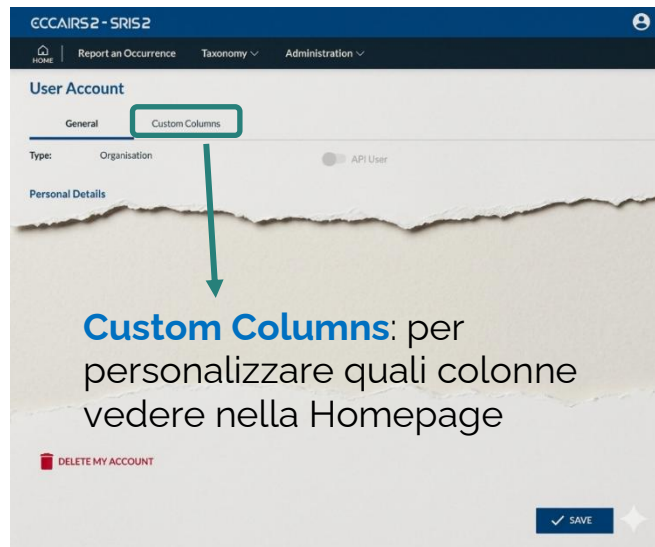 ECCAIRS2 - SRIS2
HOME Report an Occurrence Taxonomy Administration
User Account
General Custom Columns
Type: Organisation API User
Personal Details
Custom Columns: per
personalizzare quali colonne
vedere nella Homepage
DELETE MY ACCOUNT
SAVE